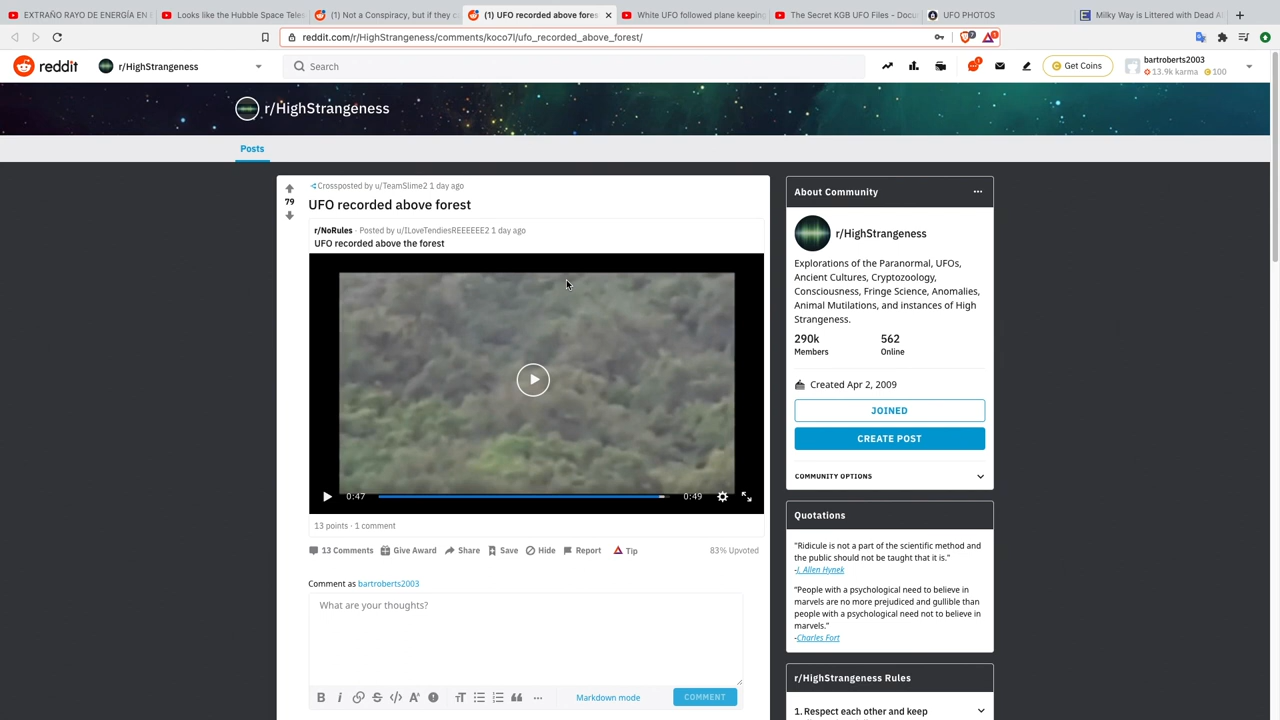 EXTRAÑO RAYO DE ENERGÍA EN
Looks like the Hubble Space Teles
(1) Not a Conspiracy, but if they c
(1) UFO recorded above fores
White UFO followed plane keeping
The Secret KGB UFO Files - Docu
UFO PHOTOS
Milky Way is Littered with Dead A
reddit.com/r/HighStrangeness/comments/koco7l/ufo_recorded_above_forest/
reddit
r/HighStrangeness
Search
Get Coins
bartroberts2003
13.9k karma
100
r/HighStrangeness
Posts
Crossposted by u/TeamSlime2 1 day ago
79
UFO recorded above forest
r/NoRules · Posted by u/ILoveTendiesREEEEEE2 1 day ago
UFO recorded above the forest
0:47
0:49
13 points · 1 comment
13 Comments
Give Award
Share
Save
Hide
Report
Tip
83% Upvoted
Comment as bartroberts2003
What are your thoughts?
Markdown mode
COMMENT
About Community
r/HighStrangeness
Explorations of the Paranormal, UFOs,
Ancient Cultures, Cryptozoology,
Consciousness, Fringe Science, Anomalies,
Animal Mutilations, and instances of High
Strangeness.
290k
Members
562
Online
Created Apr 2, 2009
JOINED
CREATE POST
COMMUNITY OPTIONS
Quotations
"Ridicule is not a part of the scientific method and
the public should not be taught that it is."
-J. Allen Hynek
"People with a psychological need to believe in
marvels are no more prejudiced and gullible than
people with a psychological need not to believe in
marvels."
-Charles Fort
r/HighStrangeness Rules
1. Respect each other and keep